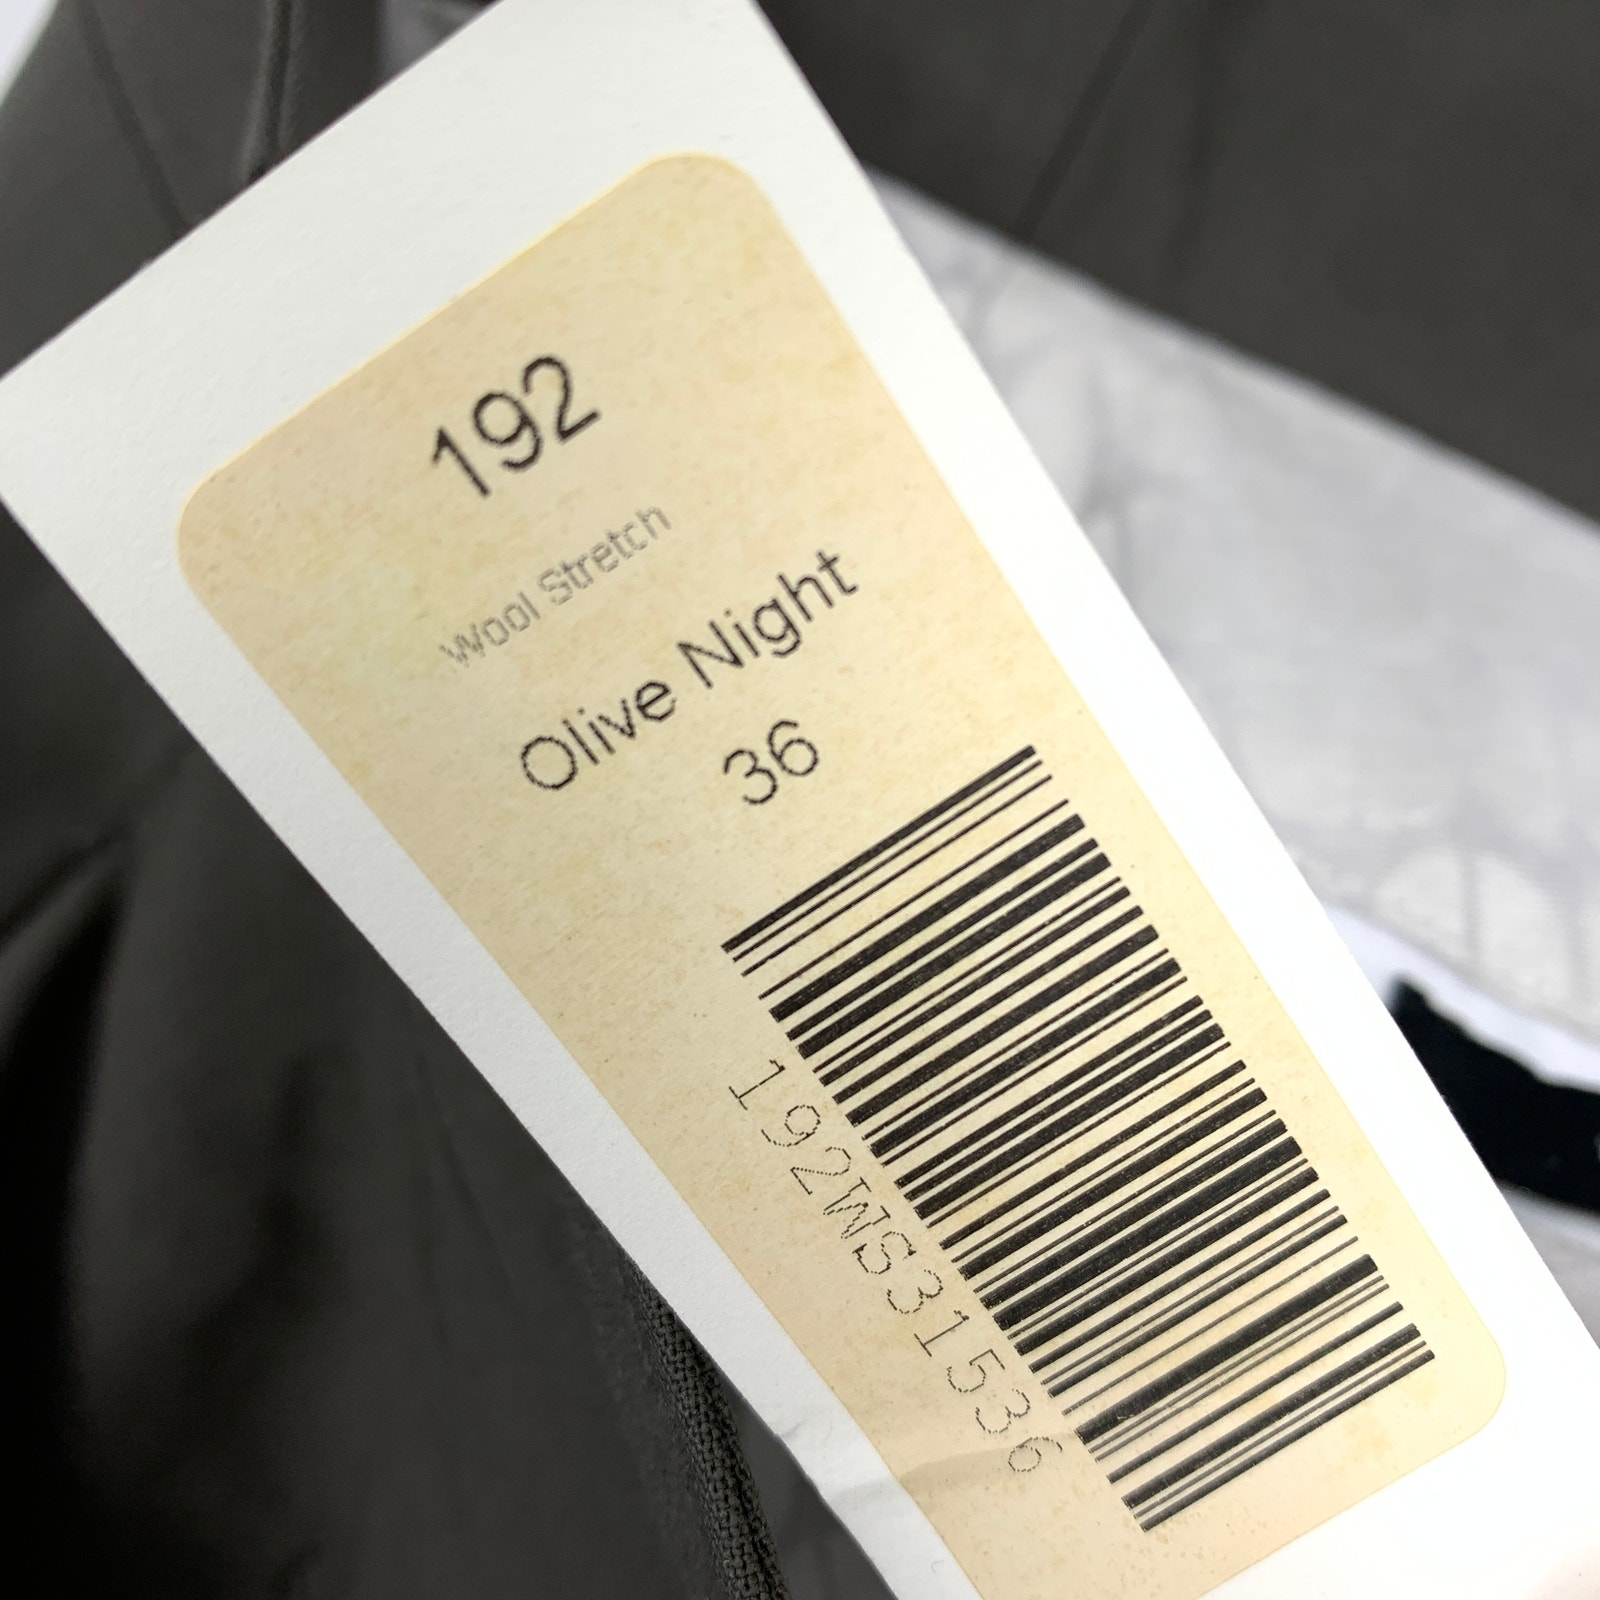 192
Wool Stretch
Olive Night
36
192WS31536